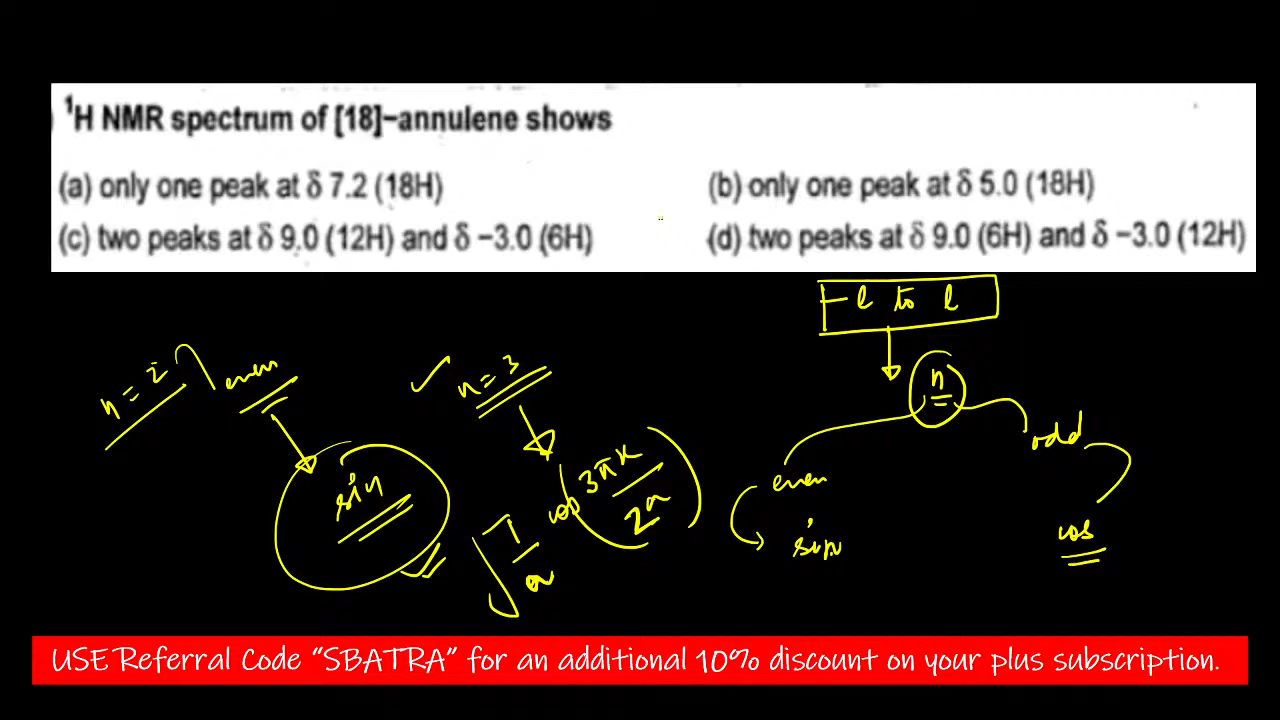 ¹H NMR spectrum of [18]–annulene shows
(a) only one peak at δ 7.2 (18H)
(b) only one peak at δ 5.0 (18H)
(c) two peaks at δ 9.0 (12H) and δ –3.0 (6H)
(d) two peaks at δ 9.0 (6H) and δ –3.0 (12H)
–l to l
n = 2 even
n = 3
n
odd
even
sin
√1/a cos (3πx/2a)
sin
cos
USE Referral Code "SBATRA" for an additional 10% discount on your plus subscription.